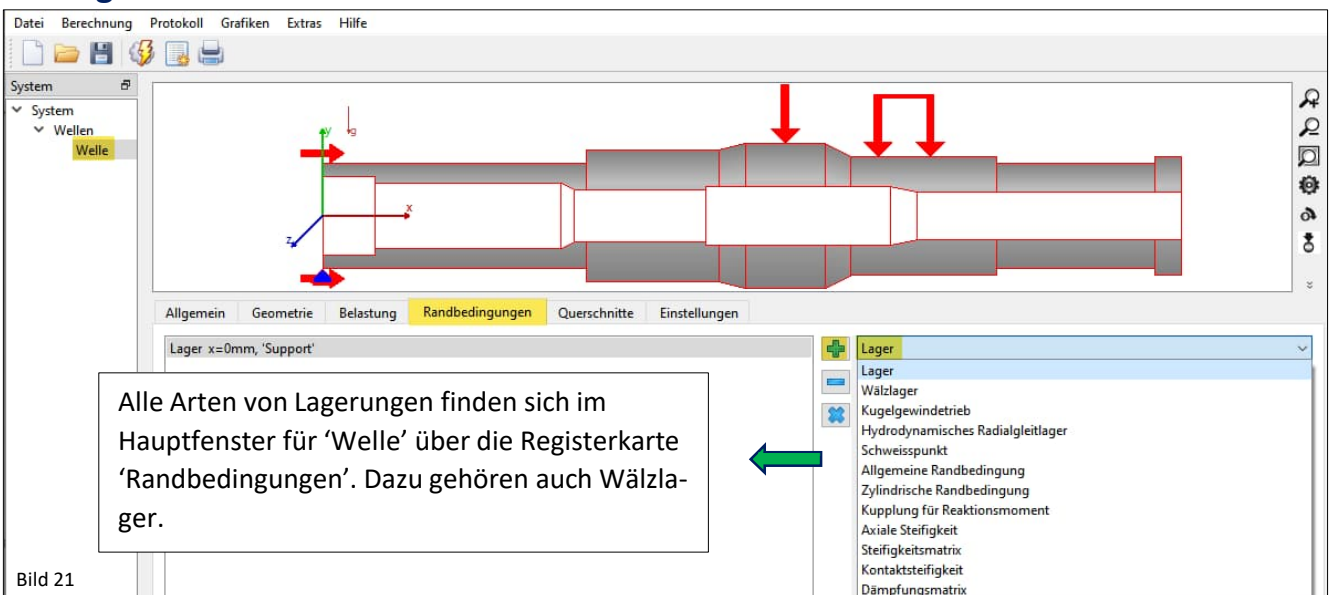 Datei Berechnung Protokoll Grafiken Extras Hilfe
System
System
Wellen
Welle
y
g
x
z
Allgemein Geometrie Belastung Randbedingungen Querschnitte Einstellungen
Lager x=0mm, 'Support'
Lager
Lager
Wälzlager
Kugelgewindetrieb
Hydrodynamisches Radialgleitlager
Schweisspunkt
Allgemeine Randbedingung
Zylindrische Randbedingung
Kupplung für Reaktionsmoment
Axiale Steifigkeit
Steifigkeitsmatrix
Kontaktsteifigkeit
Dämpfungsmatrix
Alle Arten von Lagerungen finden sich im
Hauptfenster für ‘Welle’ über die Registerkarte
‘Randbedingungen’. Dazu gehören auch Wälzla-
ger.
Bild 21